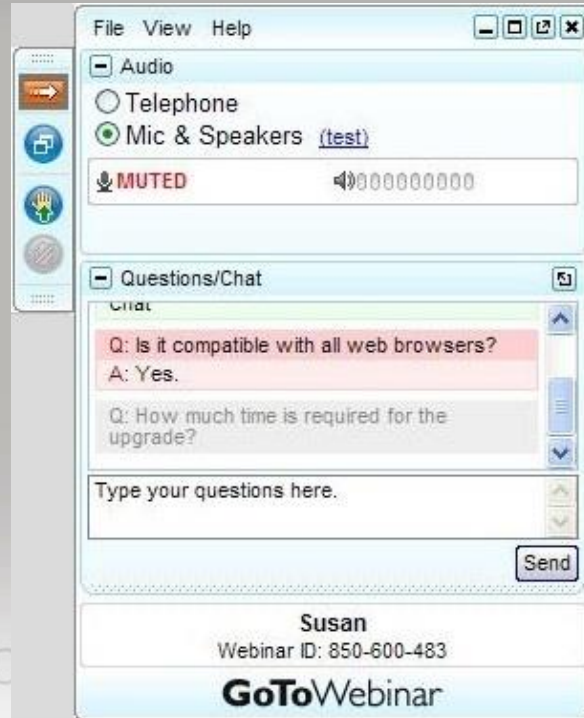 File View Help
Audio
Telephone
Mic & Speakers (test)
MUTED
Questions/Chat
Chat
Q: Is it compatible with all web browsers?
A: Yes.
Q: How much time is required for the
upgrade?
Type your questions here.
Send
Susan
Webinar ID: 850-600-483
GoToWebinar